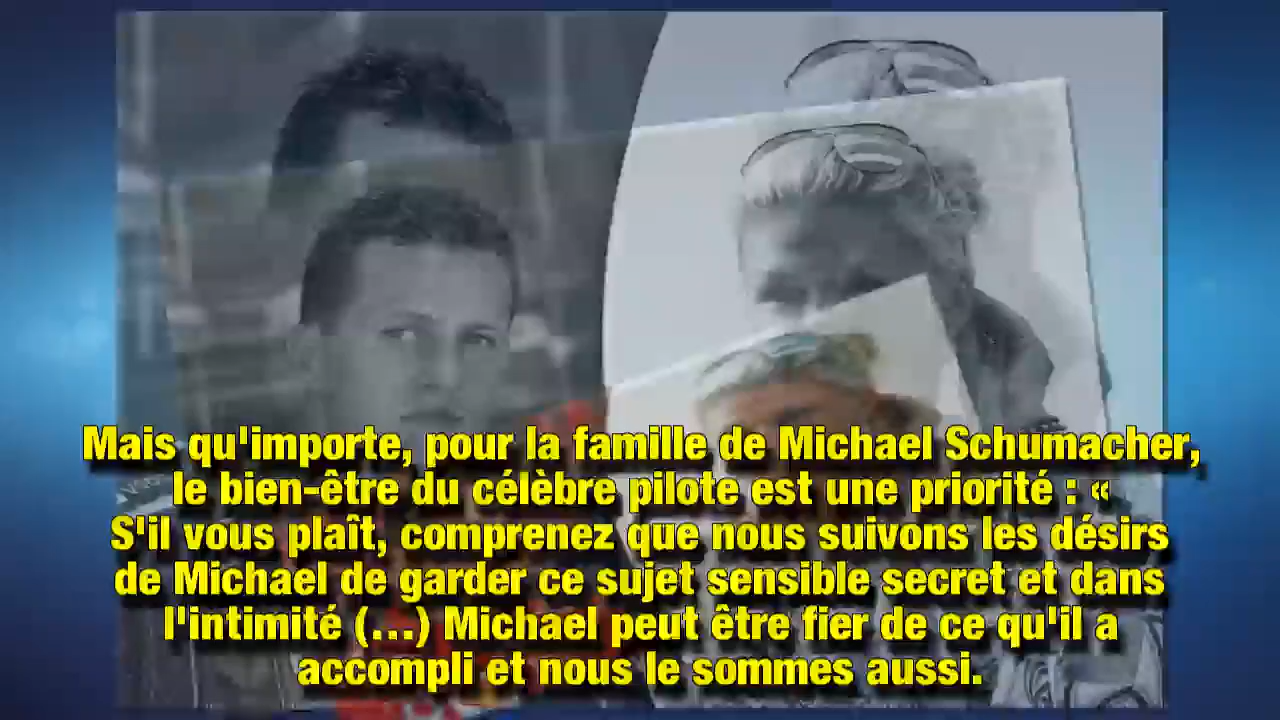 Mais qu'importe, pour la famille de Michael Schumacher,
le bien-être du célèbre pilote est une priorité : «
S'il vous plaît, comprenez que nous suivons les désirs
de Michael de garder ce sujet sensible secret et dans
l'intimité (...) Michael peut être fier de ce qu'il a
accompli et nous le sommes aussi.